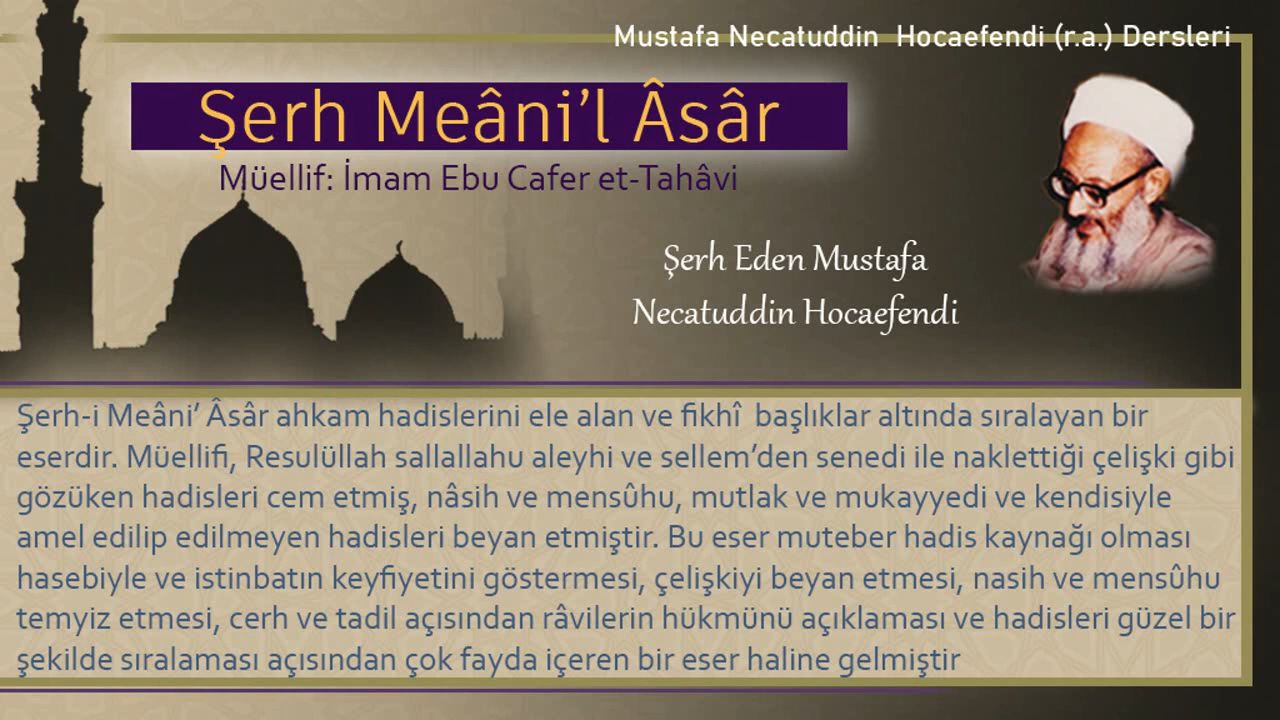 Mustafa Necatuddin Hocaefendi (r.a.) Dersleri
Şerh Meâni’l Âsâr
Müellif: İmam Ebu Cafer et-Tahâvi
Şerh Eden Mustafa
Necatuddin Hocaefendi
Şerh-i Meâni’ Âsâr ahkam hadislerini ele alan ve fikhî başlıklar altında sıralayan bir
eserdir. Müellifi, Resulüllah sallallahu aleyhi ve sellem’den senedi ile naklettiği çelişki gibi
gözüken hadisleri cem etmiş, nâsih ve mensûhu, mutlak ve mukayyedi ve kendisiyle
amel edilip edilmeyen hadisleri beyan etmiştir. Bu eser muteber hadis kaynağı olması
hasebiyle ve istinbatın keyfiyetini göstermesi, çelişkiyi beyan etmesi, nasih ve mensûhu
temyiz etmesi, cerh ve tadil açısından râvilerin hükmünü açıklaması ve hadisleri güzel bir
şekilde sıralaması açısından çok fayda içeren bir eser haline gelmiştir